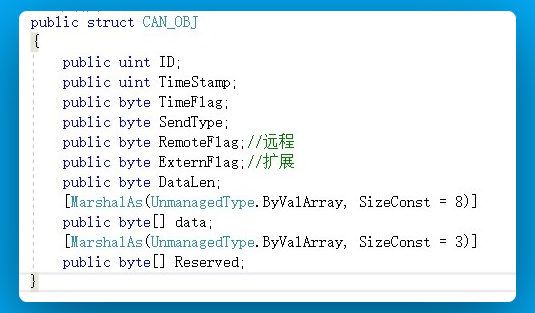 public struct CAN_OBJ
{
public uint ID;
public uint TimeStamp;
public byte TimeFlag;
public byte SendType;
public byte RemoteFlag;//远程
public byte ExternFlag;//扩展
public byte DataLen;
[MarshalAs(UnmanagedType.ByValArray, SizeConst = 8)]
public byte[] data;
[MarshalAs(UnmanagedType.ByValArray, SizeConst = 3)]
public byte[] Reserved;
}